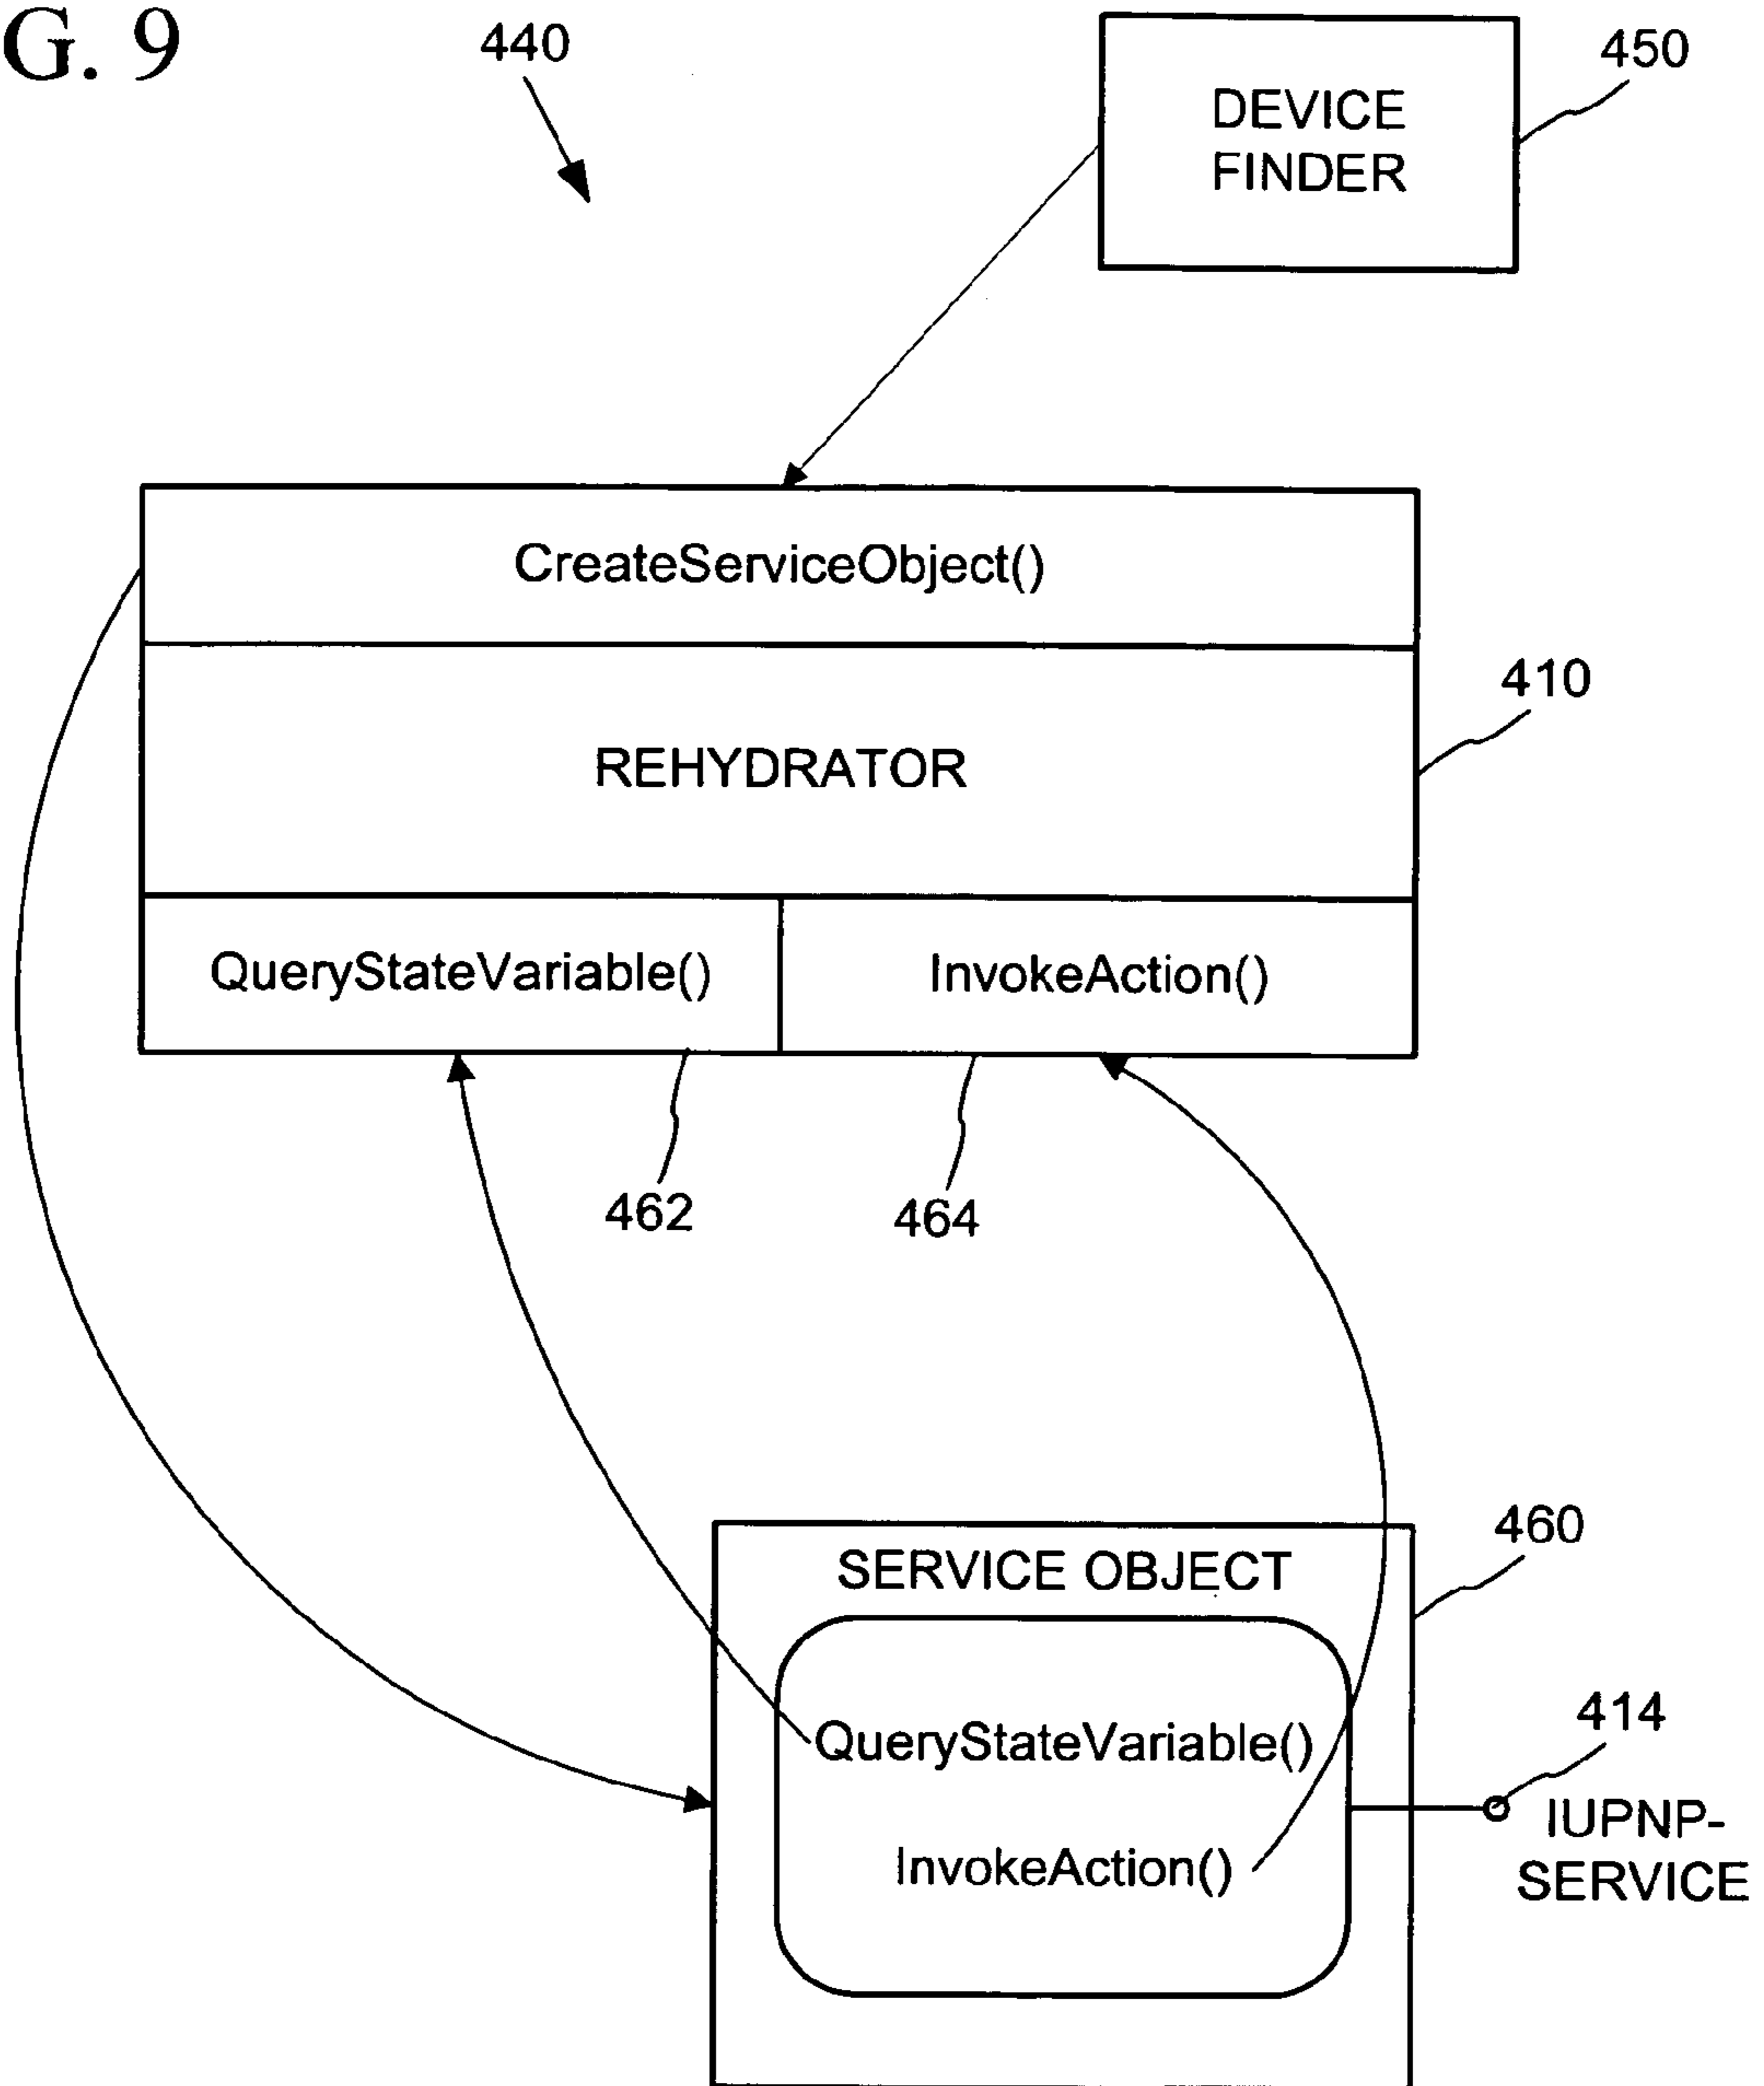 G. 9
440
450
DEVICE
FINDER
CreateServiceObject()
410
REHYDRATOR
QueryStateVariable()
InvokeAction()
462
464
460
SERVICE OBJECT
QueryStateVariable()
414
InvokeAction()
IUPNP-
SERVICE